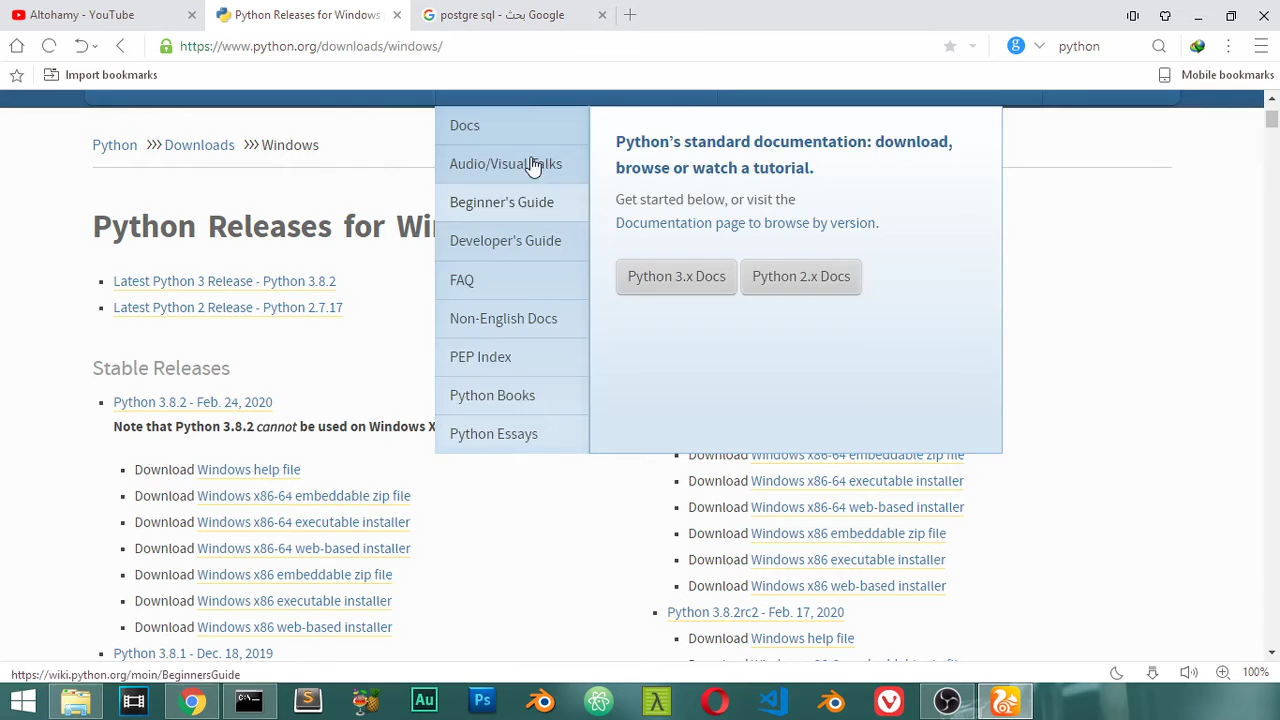 Altohamy - YouTube
Python Releases for Windows
postgre sql - بحث Google
https://www.python.org/downloads/windows/
python
Import bookmarks
Mobile bookmarks
Python
Downloads
Windows
Python Releases for Wi
Latest Python 3 Release - Python 3.8.2
Latest Python 2 Release - Python 2.7.17
Stable Releases
Python 3.8.2 - Feb. 24, 2020
Note that Python 3.8.2 cannot be used on Windows X
Download Windows help file
Download Windows x86-64 embeddable zip file
Download Windows x86-64 executable installer
Download Windows x86-64 web-based installer
Download Windows x86 embeddable zip file
Download Windows x86 executable installer
Download Windows x86 web-based installer
Python 3.8.1 - Dec. 18, 2019
Docs
Audio/Visual Talks
Beginner's Guide
Developer's Guide
FAQ
Non-English Docs
PEP Index
Python Books
Python Essays
Python's standard documentation: download,
browse or watch a tutorial.
Get started below, or visit the
Documentation page to browse by version.
Python 3.x Docs
Python 2.x Docs
Download Windows x86-64 embeddable zip file
Download Windows x86-64 executable installer
Download Windows x86-64 web-based installer
Download Windows x86 embeddable zip file
Download Windows x86 executable installer
Download Windows x86 web-based installer
Python 3.8.2rc2 - Feb. 17, 2020
Download Windows help file
https://wiki.python.org/moin/BeginnersGuide
100%
Au
Ps